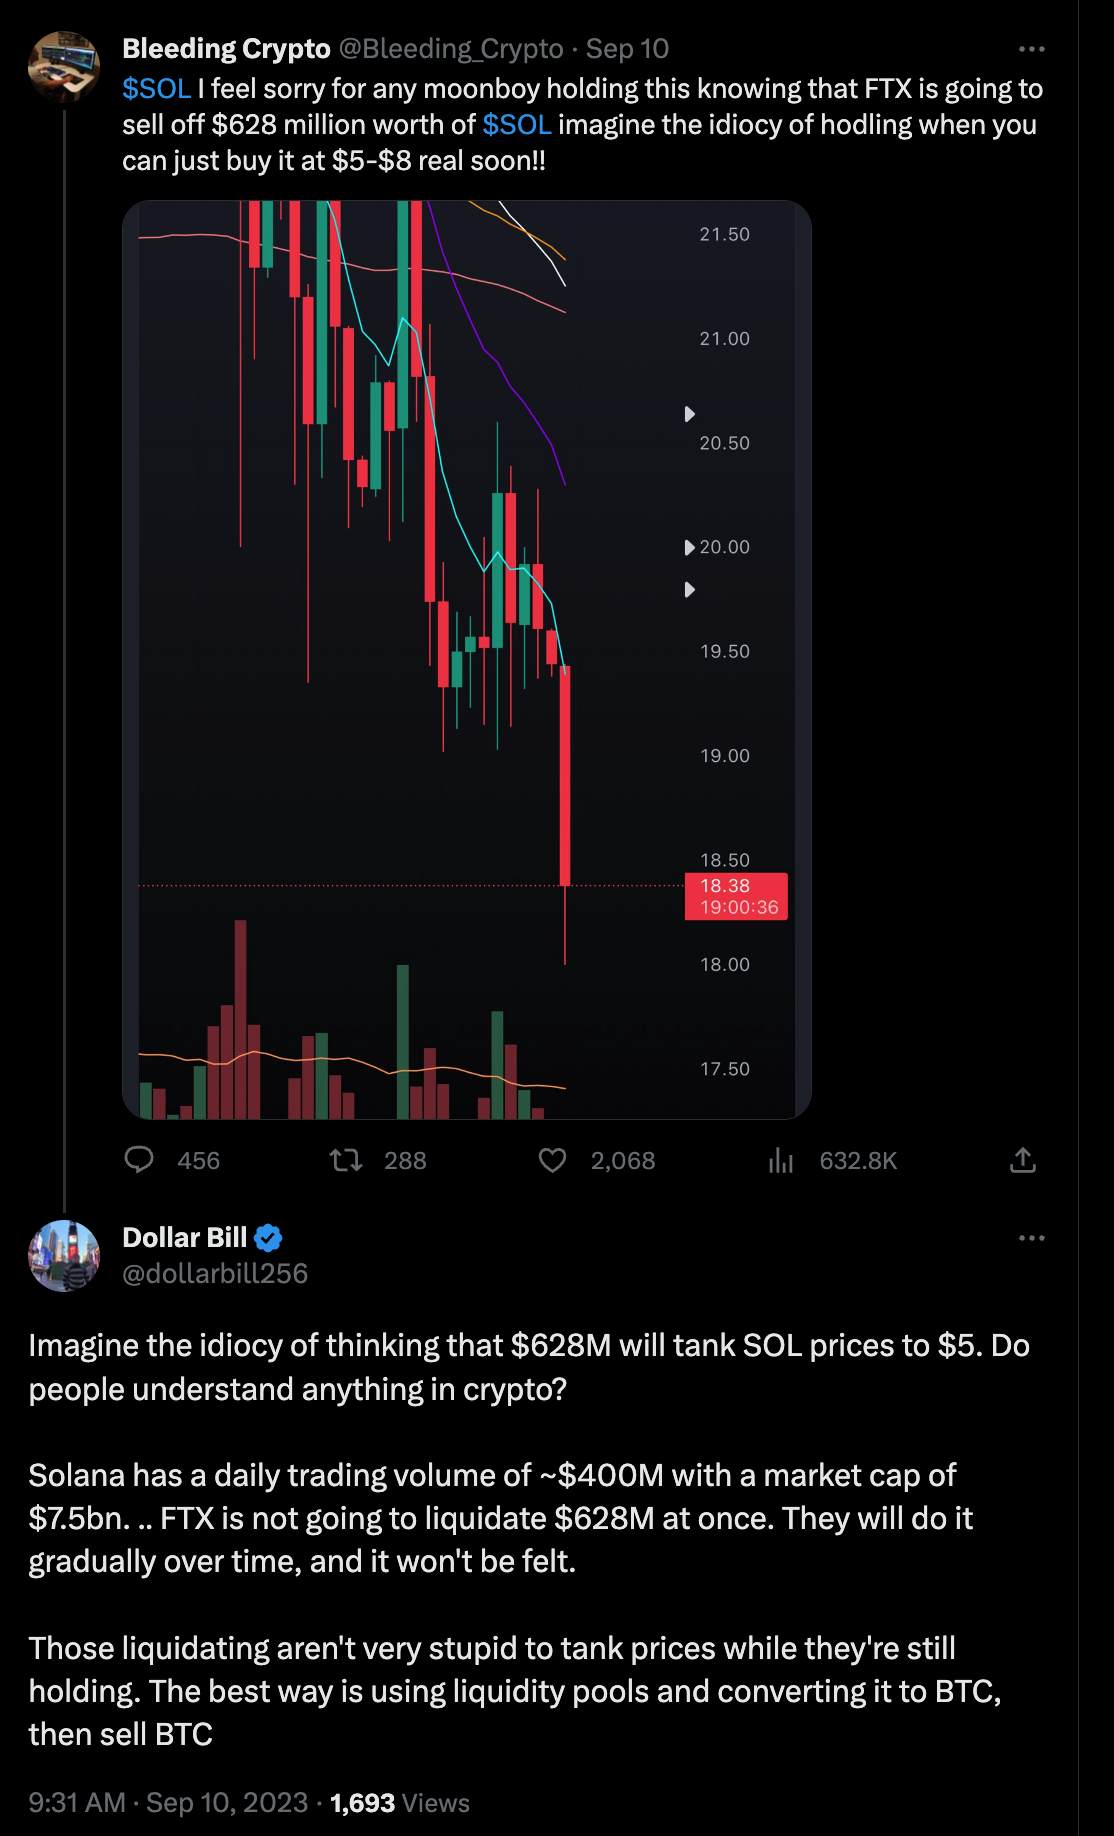 Bleeding Crypto @Bleeding_Crypto · Sep 10
$SOL I feel sorry for any moonboy holding this knowing that FTX is going to
sell off $628 million worth of $SOL imagine the idiocy of hodling when you
can just buy it at $5-$8 real soon!!
21.50
21.00
20.50
20.00
19.50
19.00
18.50
18.38
19:00:36
18.00
17.50
456 288 2,068 632.8K
Dollar Bill
@dollarbill256
Imagine the idiocy of thinking that $628M will tank SOL prices to $5. Do
people understand anything in crypto?
Solana has a daily trading volume of ~$400M with a market cap of
$7.5bn. .. FTX is not going to liquidate $628M at once. They will do it
gradually over time, and it won't be felt.
Those liquidating aren't very stupid to tank prices while they're still
holding. The best way is using liquidity pools and converting it to BTC,
then sell BTC
9:31 AM · Sep 10, 2023 · 1,693 Views